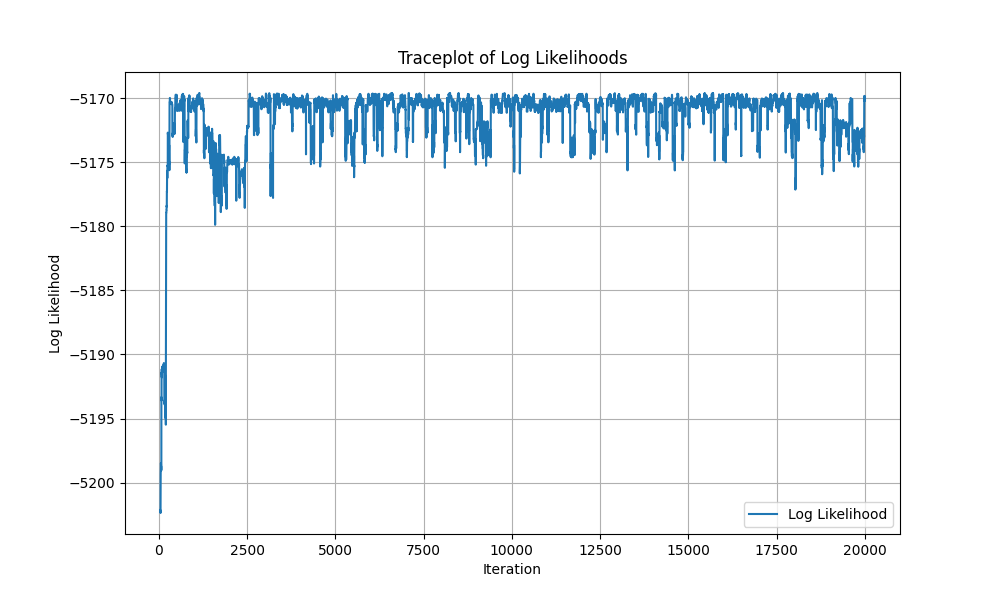 Traceplot of Log Likelihoods
Log Likelihood
−5170
−5175
−5180
−5185
−5190
−5195
−5200
Log Likelihood
0 2500 5000 7500 10000 12500 15000 17500 20000
Iteration